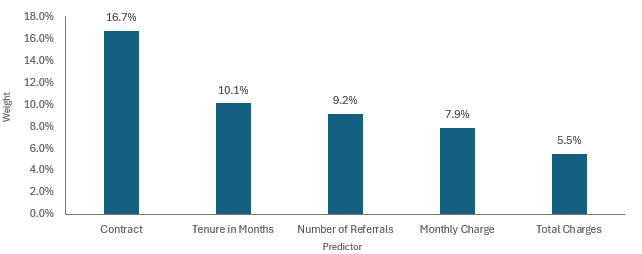 18.0%
16.0%
14.0%
12.0%
10.0%
8.0%
6.0%
4.0%
2.0%
0.0%
Weight
16.7%
10.1%
9.2%
7.9%
5.5%
Contract
Tenure in Months
Number of Referrals
Monthly Charge
Total Charges
Predictor